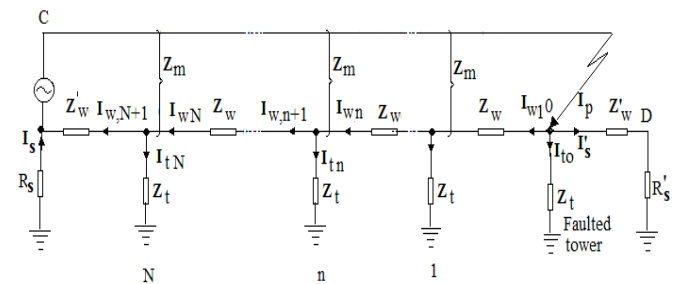 C
Zm Zm Zm
Z'w Iw,N+1 IwN Zw Iw,n+1 Iwn Zw Zw Iw1 0 Ip Z'w D
Is ItN Itn Ito I's
Rs Zt Zt Zt Zt R's
Faulted
tower
N n 1